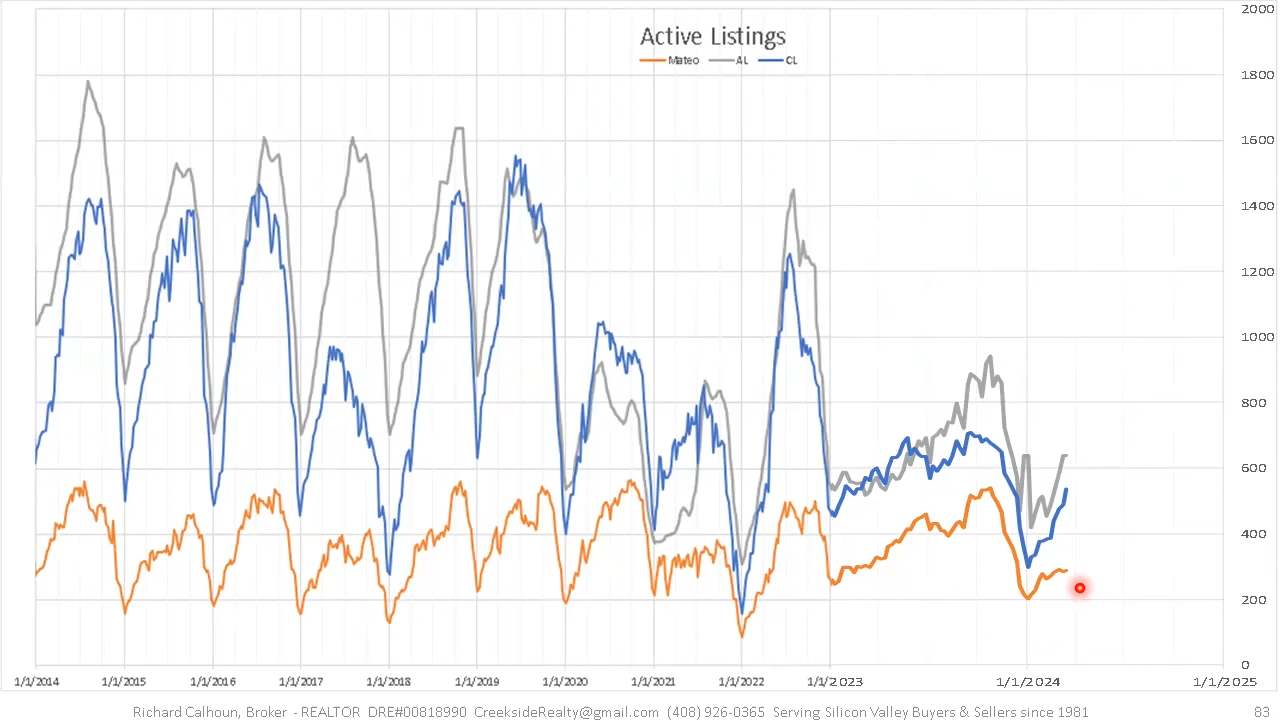 Active Listings
Mateo AL CL
2000
1800
1600
1400
1200
1000
800
600
400
200
0
1/1/2014 1/1/2015 1/1/2016 1/1/2017 1/1/2018 1/1/2019 1/1/2020 1/1/2021 1/1/2022 1/1/2023 1/1/2024 1/1/2025
Richard Calhoun, Broker - REALTOR DRE#00818990 CreeksideRealty@gmail.com (408) 926-0365 Serving Silicon Valley Buyers & Sellers since 1981 83